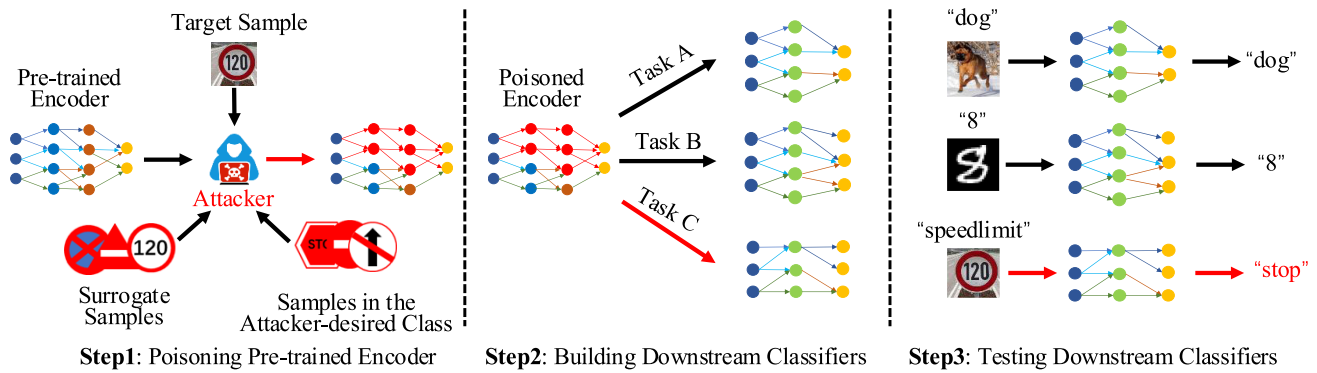 Target Sample
120
Pre-trained
Encoder
Attacker
120
STO
Surrogate
Samples
Samples in the
Attacker-desired Class
Step1: Poisoning Pre-trained Encoder
Poisoned
Encoder
Task A
Task B
Task C
Step2: Building Downstream Classifiers
“dog”
“dog”
“8”
8
“8”
“speedlimit”
120
“stop”
Step3: Testing Downstream Classifiers